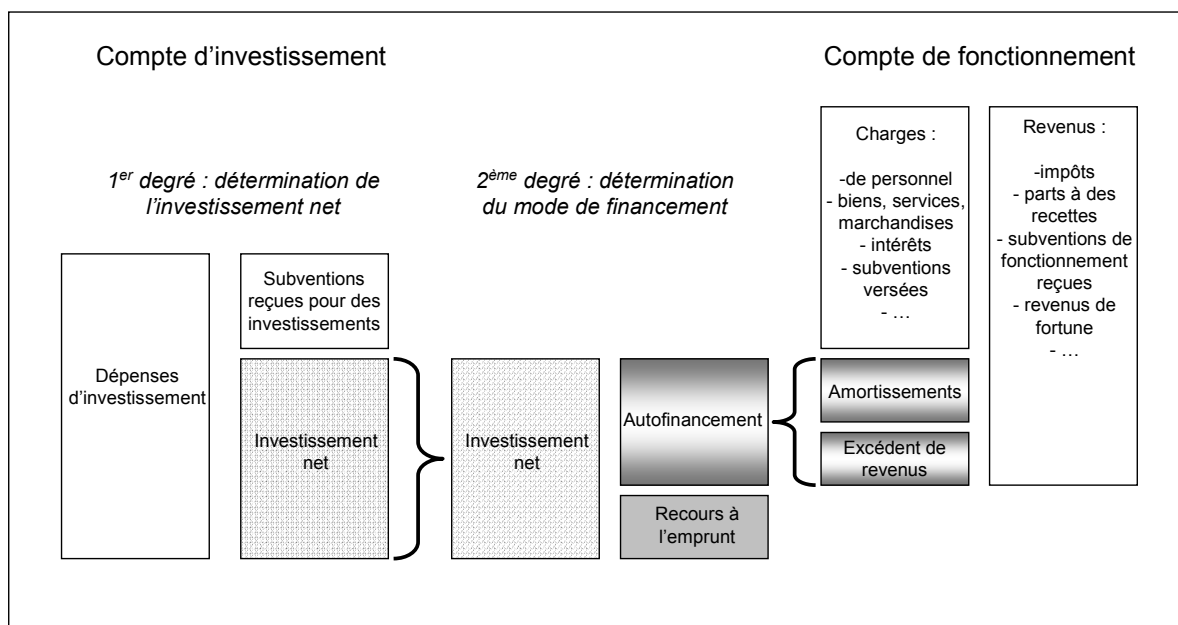 Compte d’investissement
Compte de fonctionnement
1er degré : détermination de
l’investissement net
2ème degré : détermination
du mode de financement
Dépenses
d’investissement
Subventions
reçues pour des
investissements
Investissement
net
Investissement
net
Autofinancement
Recours à
l’emprunt
Charges :
-de personnel
- biens, services,
marchandises
- intérêts
- subventions
versées
- …
Amortissements
Excédent de
revenus
Revenus :
-impôts
- parts à des
recettes
- subventions de
fonctionnement
reçues
- revenus de
fortune
- …